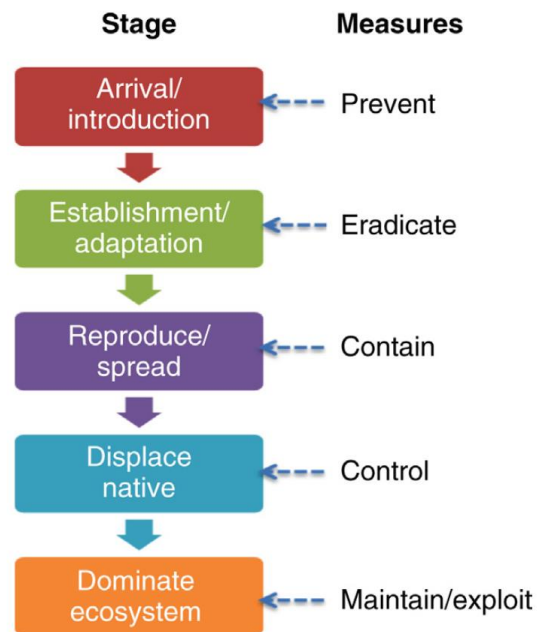 Stage Measures
Arrival/
introduction
Prevent
Establishment/
adaptation
Eradicate
Reproduce/
spread
Contain
Displace
native
Control
Dominate
ecosystem
Maintain/exploit